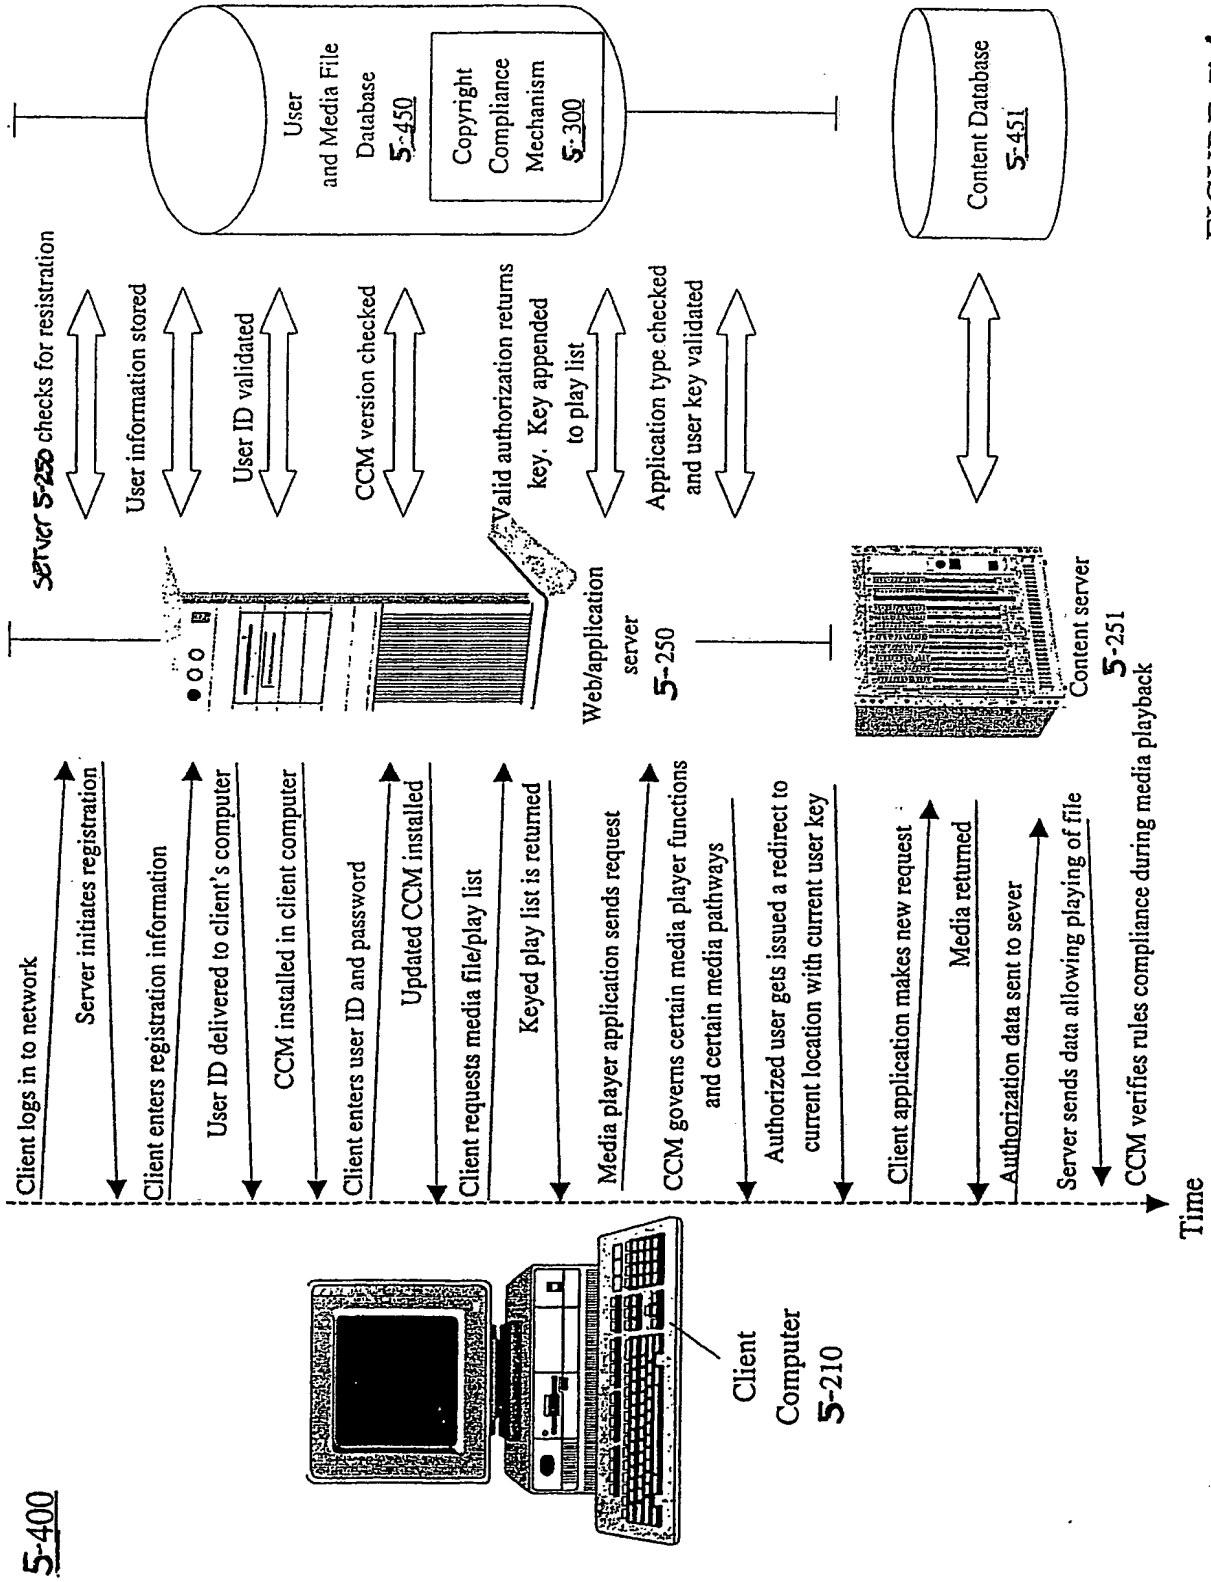 5-400
Client logs in to network
Server initiates registration
Client enters registration information
User ID delivered to client's computer
CCM installed in client computer
Client enters user ID and password
Updated CCM installed
Client requests media file/play list
Keyed play list is returned
Media player application sends request
CCM governs certain media player functions
and certain media pathways
Authorized user gets issued a redirect to
current location with current user key
Client application makes new request
Media returned
Authorization data sent to sever
Server sends data allowing playing of file
CCM verifies rules compliance during media playback
Time
Client
Computer
5-210
server 5-250 checks for resistration
User information stored
User ID validated
CCM version checked
Valid authorization returns
key. Key appended
to play list
Application type checked
and user key validated
Web/application
server
5-250
Content server
5-251
User
and Media File
Database
5-450
Copyright
Compliance
Mechanism
5-300
Content Database
5-451